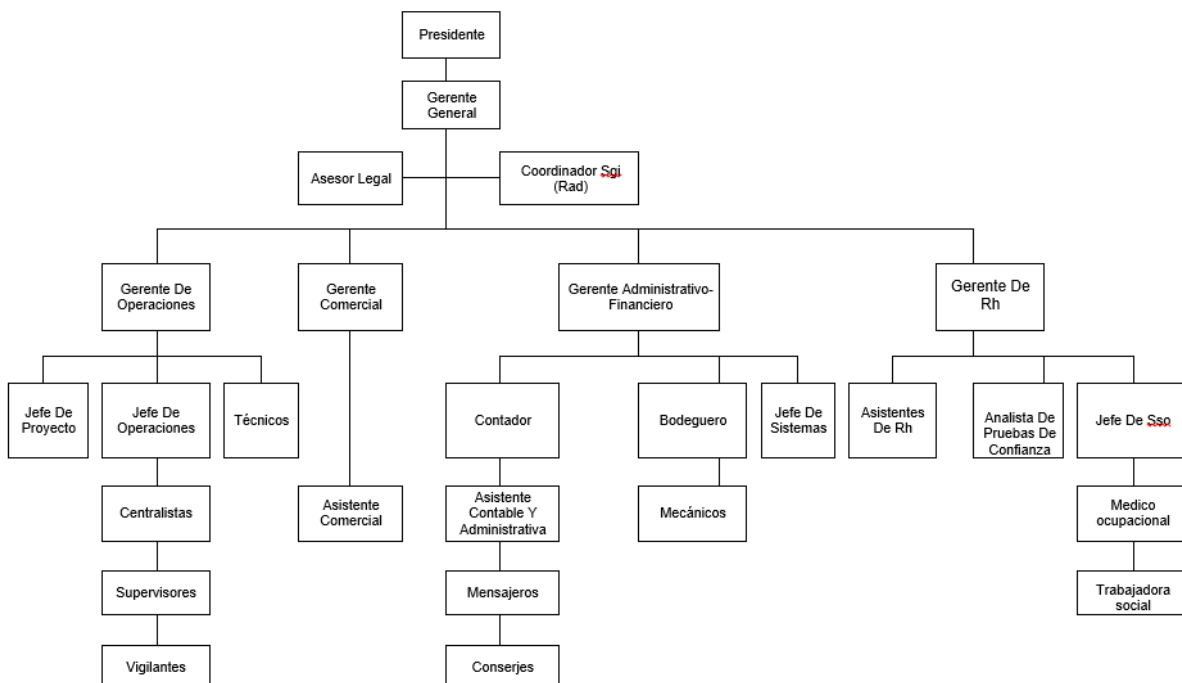 Presidente
Gerente
General
Asesor Legal
Coordinador Sgi
(Rad)
Gerente De
Operaciones
Gerente
Comercial
Gerente Administrativo-
Financiero
Gerente De
Rh
Jefe De
Proyecto
Jefe De
Operaciones
Técnicos
Contador
Bodeguero
Jefe De
Sistemas
Asistentes
De Rh
Analista De
Pruebas De
Confianza
Jefe De Sso
Centralistas
Asistente
Comercial
Asistente
Contable Y
Administrativa
Mecánicos
Medico
ocupacional
Supervisores
Mensajeros
Trabajadora
social
Vigilantes
Conserjes